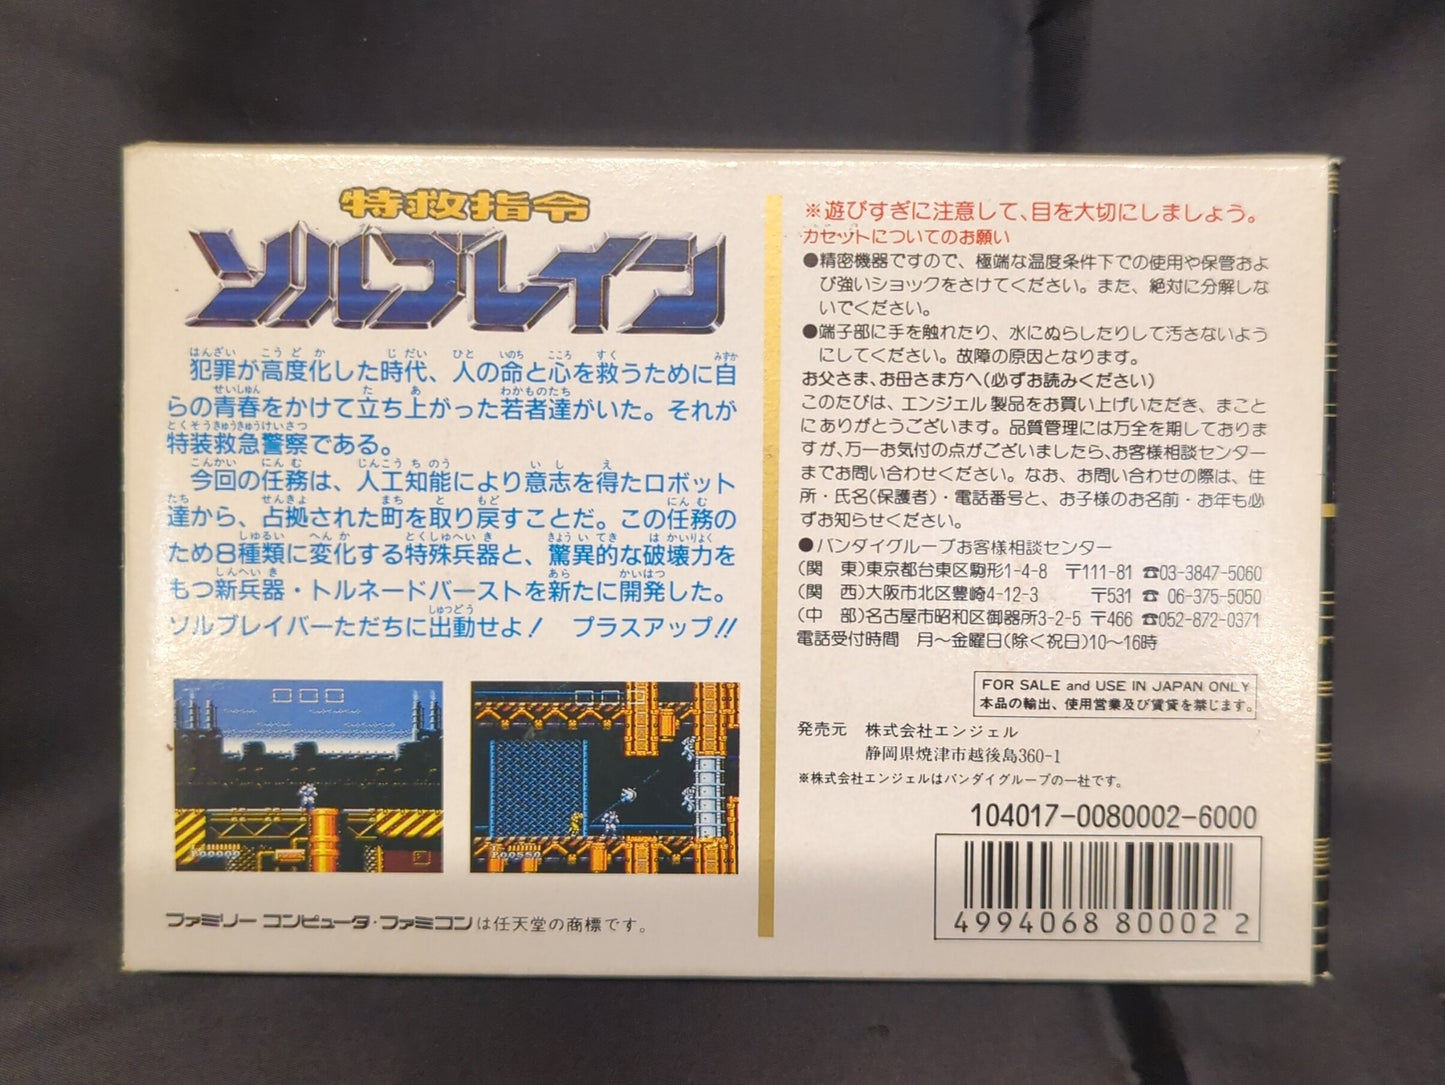 特救指令
ソルブレイン
犯罪が高度化した時代、人の命と心を救うために自
らの青春をかけて立ち上がった若者達がいた。それが
特装救急警察である。
今回の任務は、人工知能により意志を得たロボット
達から、占拠された町を取り戻すことだ。この任務の
ため8種類に変化する特殊兵器と、驚異的な破壊力を
もつ新兵器・トルネードバーストを新たに開発した。
ソルブレイバーただちに出動せよ! プラスアップ!!
ファミリーコンピュータ・ファミコンは任天堂の商標です。
※遊びすぎに注意して、目を大切にしましょう。
カセットについてのお願い
●精密機器ですので、極端な温度条件下での使用や保管およ
び強いショックをさけてください。また、絶対に分解しな
いでください。
●端子部に手を触れたり、水にぬらしたりして汚さないよう
にしてください。故障の原因となります。
お父さま、お母さま方へ(必ずお読みください)
このたびは、エンジェル製品をお買い上げいただき、まこと
にありがとうございます。品質管理には万全を期しておりま
すが、万一お気付の点がございましたら、お客様相談センター
までお問い合わせください。なお、お問い合わせの際は、住
所・氏名(保護者)・電話番号と、お子様のお名前・お年も必
ずお知らせください。
●バンダイグループお客様相談センター
(関 東)東京都台東区駒形1-4-8 〒111-81 ☎03-3847-5060
(関 西)大阪市北区豊崎4-12-3 〒531 ☎06-375-5050
(中 部)名古屋市昭和区御器所3-2-5 〒466 ☎052-872-0371
電話受付時間 月〜金曜日(除く祝日)10〜16時
FOR SALE and USE IN JAPAN ONLY
本品の輸出、使用営業及び賃貸を禁じます。
発売元 株式会社エンジェル
静岡県焼津市越後島360-1
※株式会社エンジェルはバンダイグループの一社です。
104017-0080002-6000
4994068 80002 2